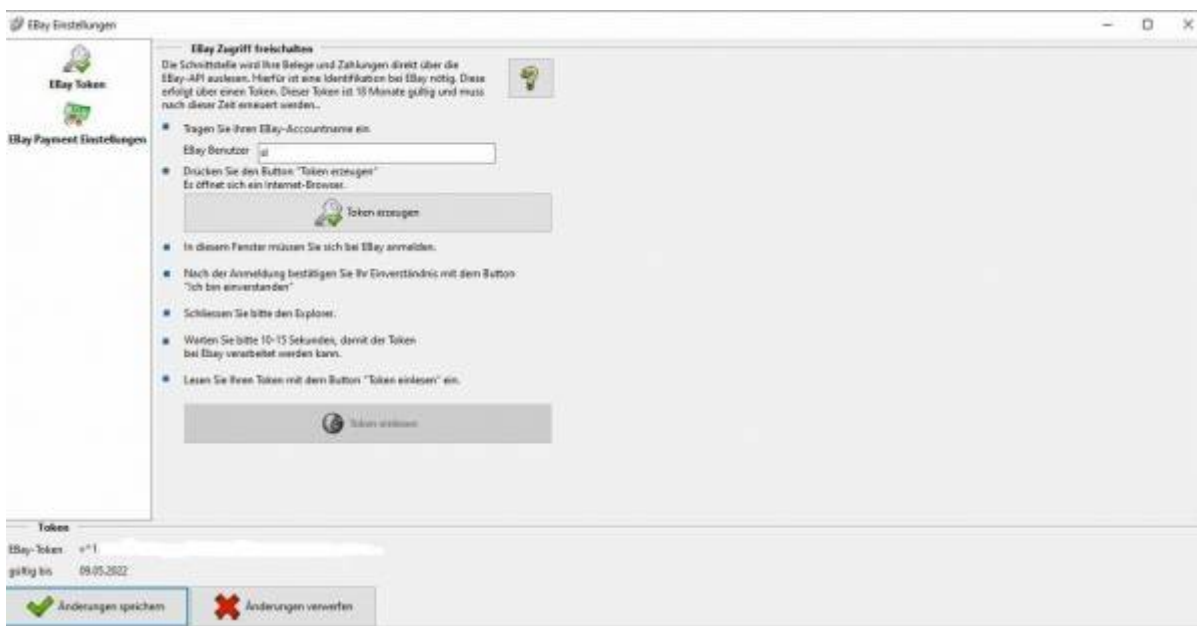 EBay Einstellungen
EBay Token
EBay Payment Einstellungen
EBay Zugriff freischalten
Die Schnittstelle wird Ihre Belege und Zahlungen direkt über die
EBay-API auslesen. Hierfür ist eine Identifikation bei EBay nötig. Diese
erfolgt über einen Token. Dieser Token ist 18 Monate gültig und muss
nach dieser Zeit erneuert werden..
Tragen Sie Ihren EBay-Accountname ein
EBay Benutzer
Drücken Sie den Button "Token erzeugen"
Es öffnet sich ein Internet-Browser.
Token erzeugen
In diesem Fenster müssen Sie sich bei EBay anmelden.
Nach der Anmeldung bestätigen Sie Ihr Einverständnis mit dem Button
"Ich bin einverstanden"
Schliessen Sie bitte den Explorer.
Warten Sie bitte 10-15 Sekunden, damit der Token
bei Ebay verarbeitet werden kann.
Lesen Sie Ihren Token mit dem Button "Token einlesen" ein.
Token einlesen
Token
EBay-Token v^1
gültig bis 09.05.2022
Änderungen speichern
Änderungen verwerfen